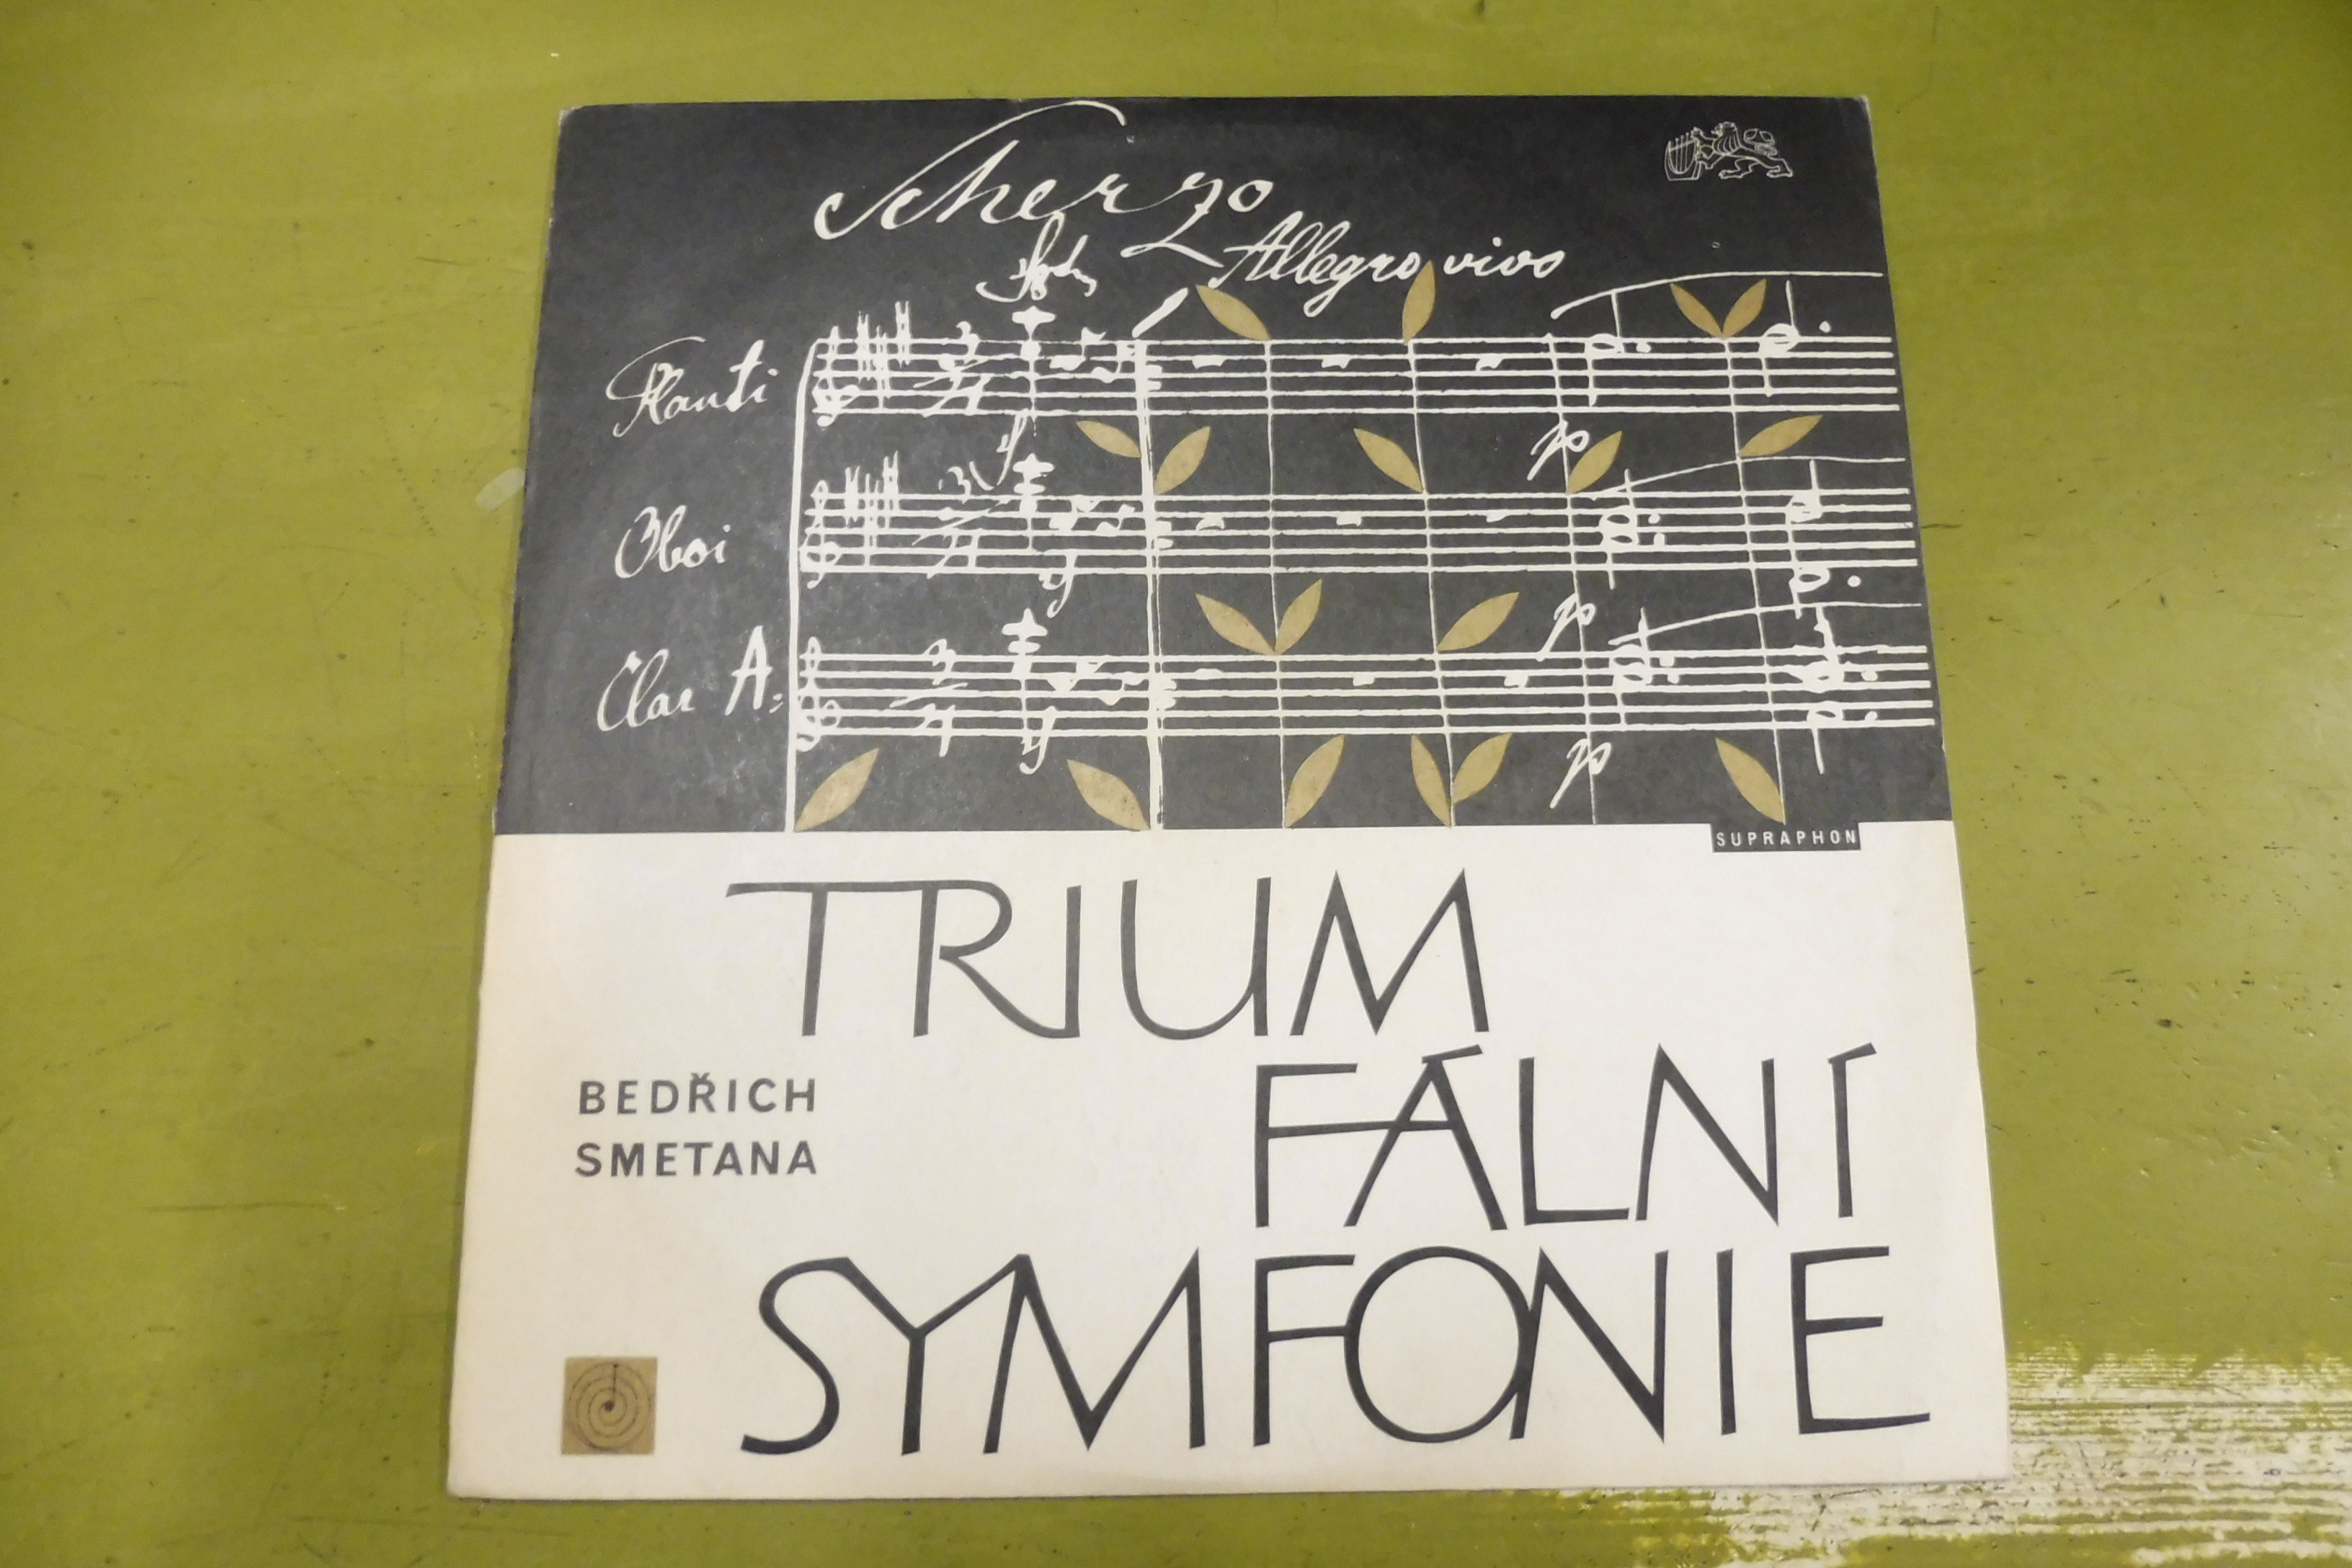 Scherzo
Allegro vivo
Flauti
Oboi
Clar A:
p
p
p
SUPRAPHON
TRIUM
FÁLNÍ
BEDŘICH
SMETANA
SYMFONIE